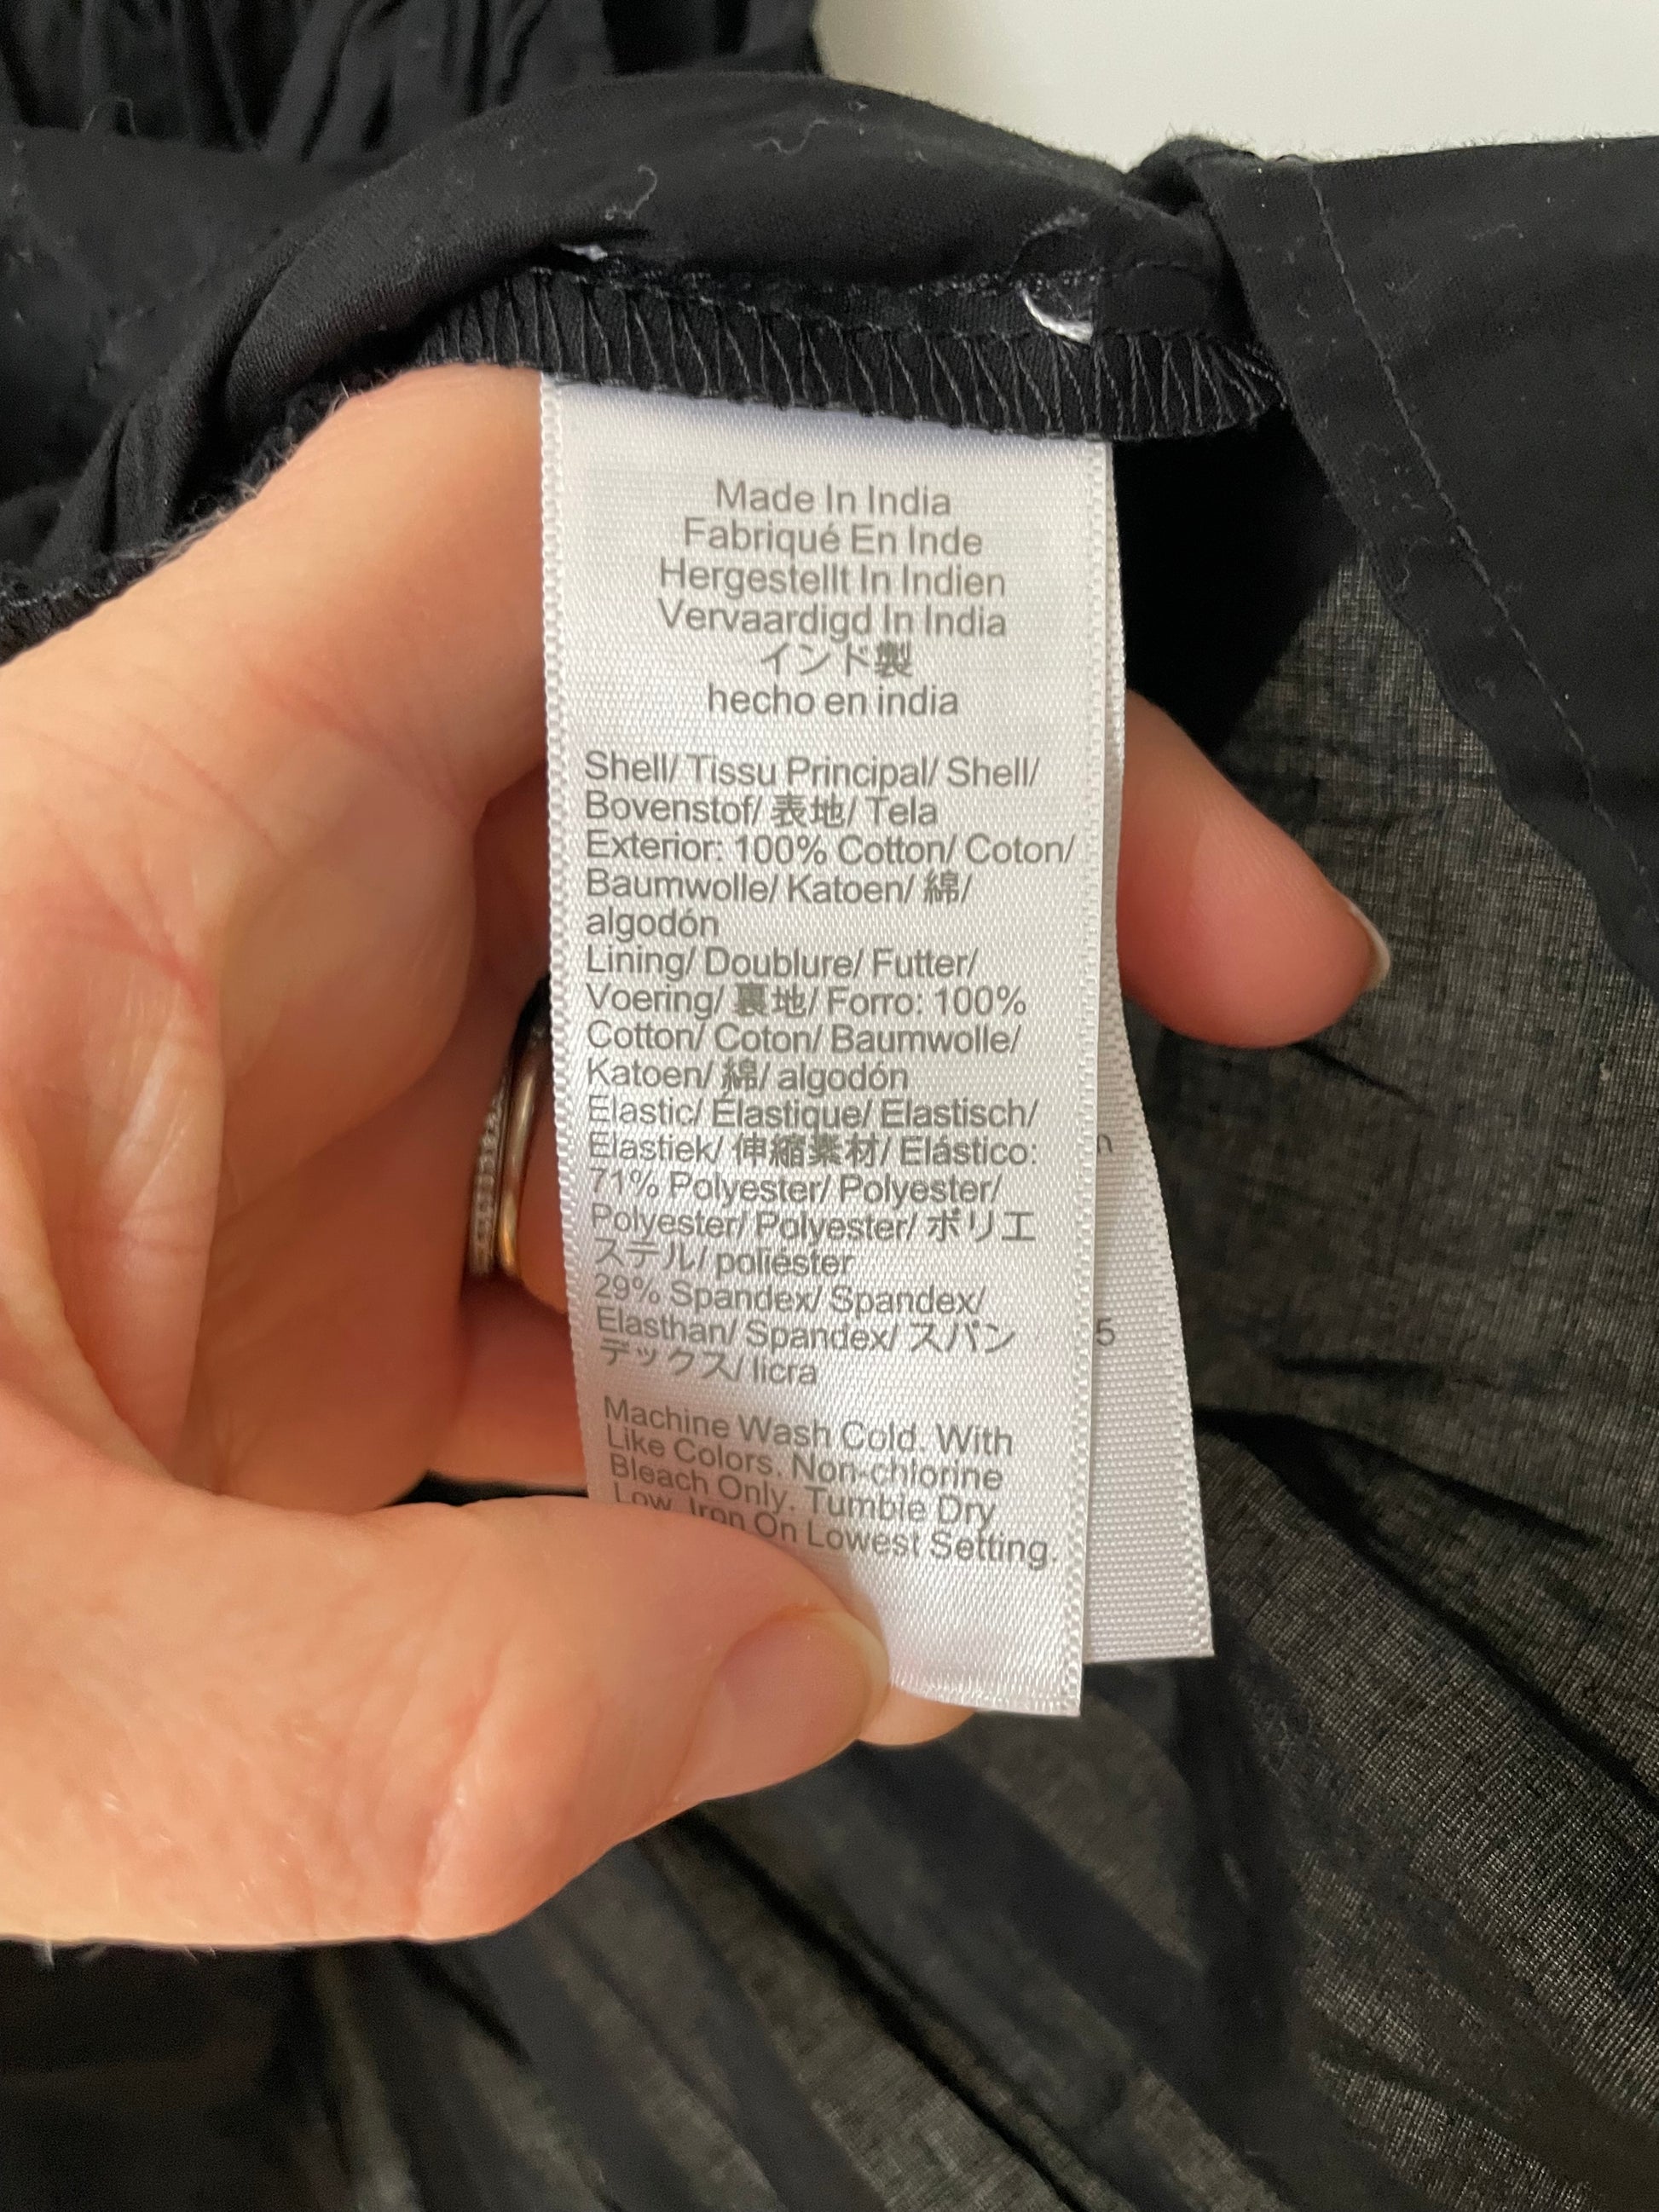 Made In India
Fabriqué En Inde
Hergestellt In Indien
Vervaardigd In India
インド製
hecho en india
Shell/ Tissu Principal/ Shell/
Bovenstof/ 表地/ Tela
Exterior: 100% Cotton/ Coton/
Baumwolle/ Katoen/ 綿/
algodón
Lining/ Doublure/ Futter/
Voering/ 裏地/ Forro: 100%
Cotton/ Coton/ Baumwolle/
Katoen/ 綿/ algodón
Elastic/ Élastique/ Elastisch/
Elastiek/ 伸縮素材/ Elástico:
71% Polyester/ Polyester/
Polyester/ Polyester/ ポリエ
ステル/ poliéster
29% Spandex/ Spandex/
Elasthan/ Spandex/ スパン
デックス/ licra
Machine Wash Cold. With
Like Colors. Non-chlorine
Bleach Only. Tumble Dry
Low. Iron On Lowest Setting.
n
5